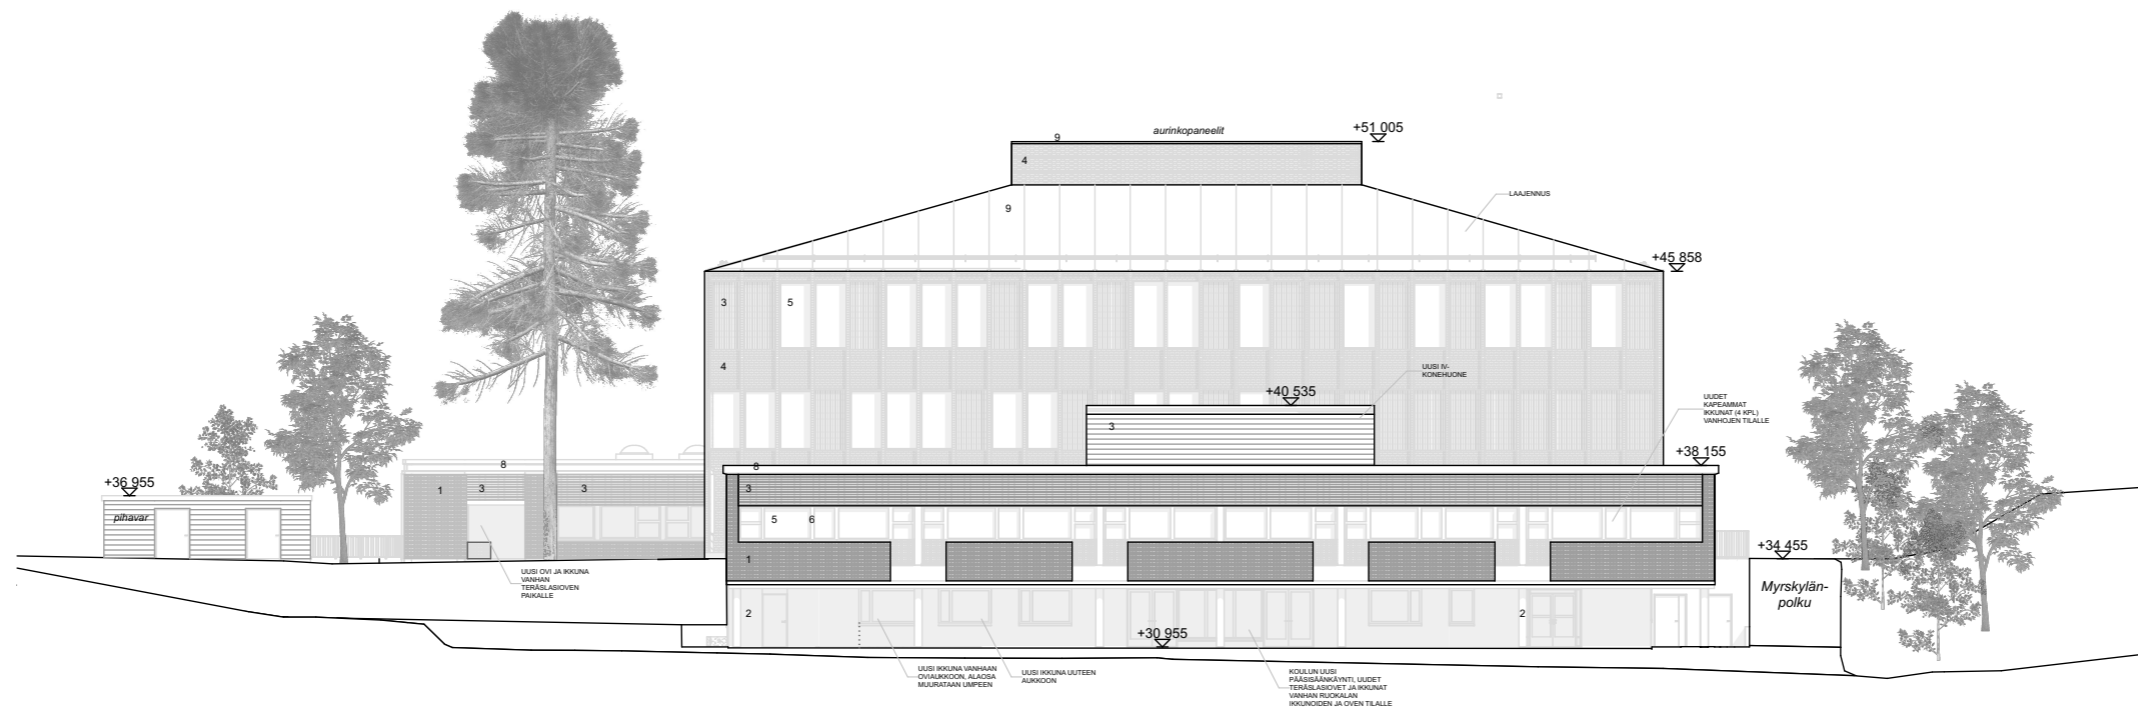 aurinkopaneelit
+51 005
9
4
LAAJENNUS
9
+45 858
3
5
4
UUSI IV-
KONEHUONE
+40 535
UUDET
KAPEAMMAT
IKKUNAT (4 KPL)
VANHOJEN TILALLE
3
+38 155
8
8
+36 955
1
3
3
3
pihavar
5
6
+34 455
1
UUSI OVI JA IKKUNA
VANHAN
TERÄSLASIOVEN
PAIKALLE
Myrskylän-
polku
2
2
+30 955
UUSI IKKUNA VANHAAN
OVIAUKKOON, ALAOSA
MUURATAAN UMPEEN
UUSI IKKUNA UUTEEN
AUKKOON
KOULUN UUSI
PÄÄSISÄÄNKÄYNTI, UUDET
TERÄSLASIOVET JA IKKUNAT
VANHAN RUOKALAN
IKKUNOIDEN JA OVEN TILALLE